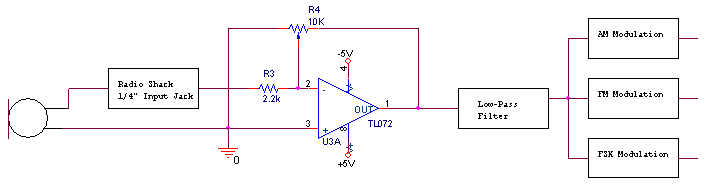 R4
10K
-5V
4
Radio Shack
1/4" Input Jack
R3
2.2k
2
-
V-
OUT
1
3
+
8
V+
TL072
U3A
+5V
0
Low-Pass
Filter
AM Modulation
FM Modulation
FSK Modulation